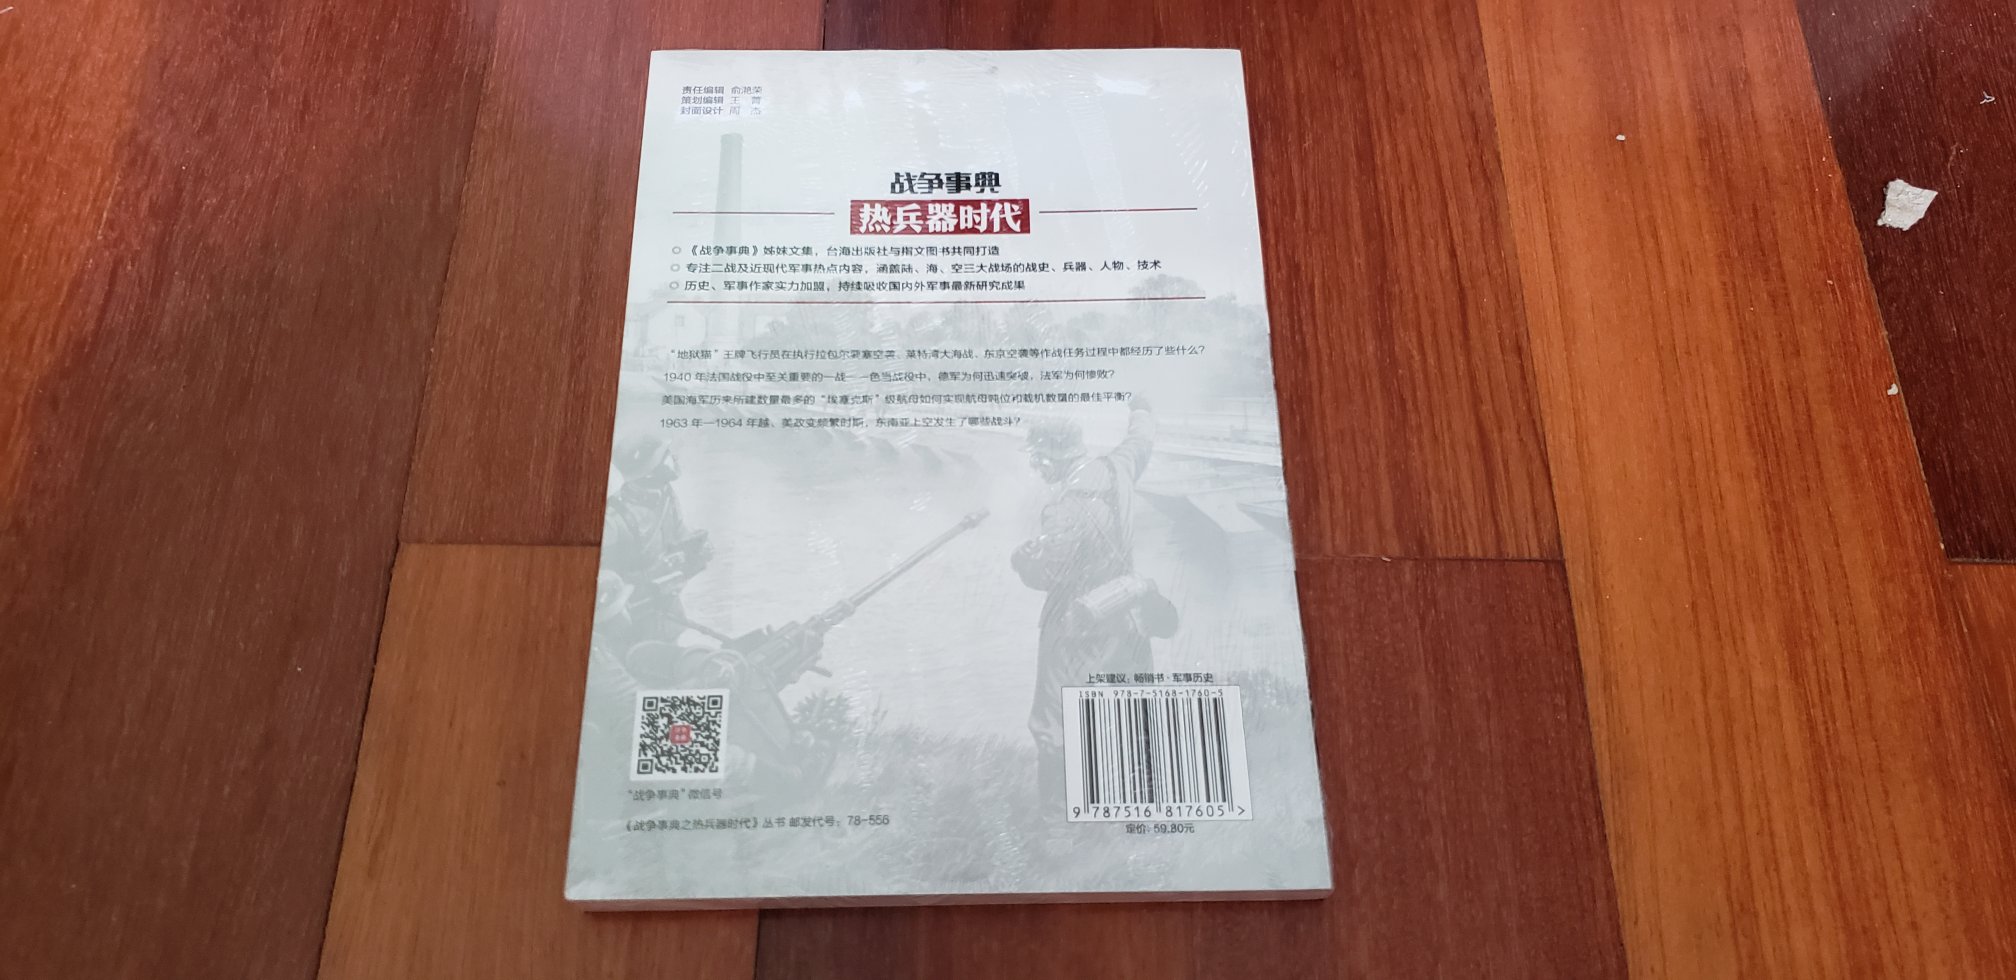 责任编辑 俞滟荣
策划编辑 王 菁
封面设计 周 杰
战争事典
热兵器时代
《战争事典》姊妹文集，台海出版社与指文图书共同打造
专注二战及近现代军事热点内容，涵盖陆、海、空三大战场的战史、兵器、人物、技术
历史、军事作家实力加盟，持续吸收国内外军事最新研究成果
“地狱猫”王牌飞行员在执行拉包尔要塞空袭、莱特湾大海战、东京空袭等作战任务过程中都经历了些什么？
1940 年法国战役中至关重要的一战——色当战役中，德军为何迅速突破，法军为何惨败？
美国海军历来所建数量最多的“埃塞克斯”级航母如何实现航母吨位和载机数量的最佳平衡？
1963 年—1964 年越、美政变频繁时期，东南亚上空发生了哪些战斗？
“战争事典”微信号
《战争事典之热兵器时代》丛书 邮发代号：78-556
上架建议：畅销书·军事历史
ISBN 978-7-5168-1760-5
9 787516 817605 >
定价：59.80元